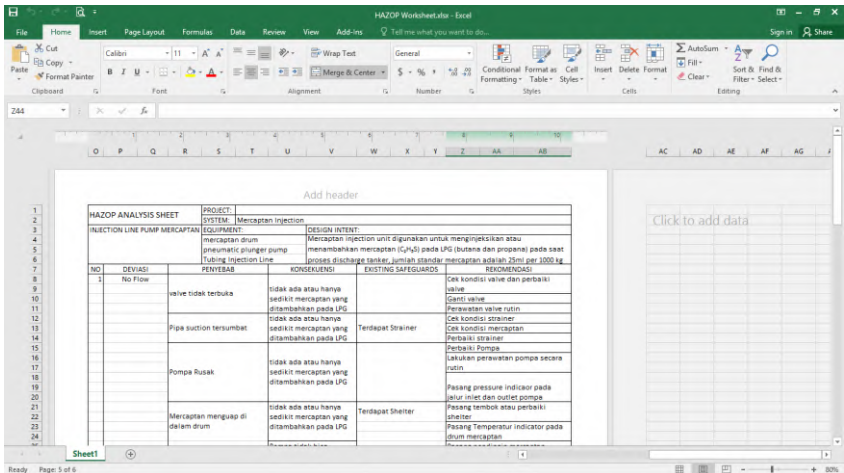 HAZOP Worksheet.xlsx - Excel
File Home Insert Page Layout Formulas Data Review View Add-Ins Tell me what you want to do... Sign in Share
Cut
Copy
Format Painter
Paste
Clipboard
Calibri 11
Font
Wrap Text
Merge & Center
Alignment
General
Number
Conditional Formatting
Format as Table
Cell Styles
Styles
Insert Delete Format
Cells
AutoSum
Fill
Clear
Sort & Filter
Find & Select
Editing
Z44
O P Q R S T U V W X Y Z AA AB AC AD AE AF AG
Add header
Click to add data
HAZOP ANALYSIS SHEET
PROJECT:
SYSTEM: Mercaptan Injection
INJECTION LINE PUMP MERCAPTAN
EQUIPMENT:
mercaptan drum
pneumatic plunger pump
Tubing Injection Line
DESIGN INTENT:
Mercaptan injection unit digunakan untuk menginjeksikan atau
menambahkan mercaptan (C₂H₆S) pada LPG (butana dan propana) pada saat
proses discharge tanker, jumlah standar mercaptan adalah 25ml per 1000 kg
NO DEVIASI PENYEBAB KONSEKUENSI EXISTING SAFEGUARDS REKOMENDASI
1 No Flow
valve tidak terbuka
tidak ada atau hanya
sedikit mercaptan yang
ditambahkan pada LPG
Cek kondisi valve dan perbaiki
valve
Ganti valve
Perawatan valve rutin
Pipa suction tersumbat
tidak ada atau hanya
sedikit mercaptan yang
ditambahkan pada LPG
Terdapat Strainer
Cek kondisi strainer
Cek kondisi mercaptan
Perbaiki strainer
Pompa Rusak
tidak ada atau hanya
sedikit mercaptan yang
ditambahkan pada LPG
Perbaiki Pompa
Lakukan perawatan pompa secara
rutin
Pasang pressure indicaor pada
jalur inlet dan outlet pompa
Mercaptan menguap di
dalam drum
tidak ada atau hanya
sedikit mercaptan yang
ditambahkan pada LPG
Terdapat Shelter
Pasang tembok atau perbaiki
shelter
Pasang Temperatur indicator pada
drum mercaptan
Sheet1
Ready Page: 5 of 6
80%